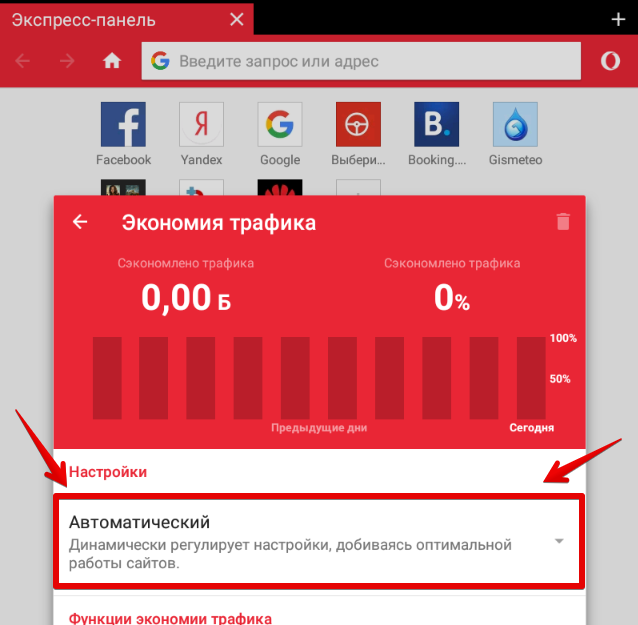 Экспресс-панель
Введите запрос или адрес
Facebook
Yandex
Google
Выбери...
Booking....
Gismeteo
Экономия трафика
Сэкономлено трафика
0,00 Б
Сэкономлено трафика
0%
100%
50%
Предыдущие дни
Сегодня
Настройки
Автоматический
Динамически регулирует настройки, добиваясь оптимальной
работы сайтов.
Функции экономии трафика